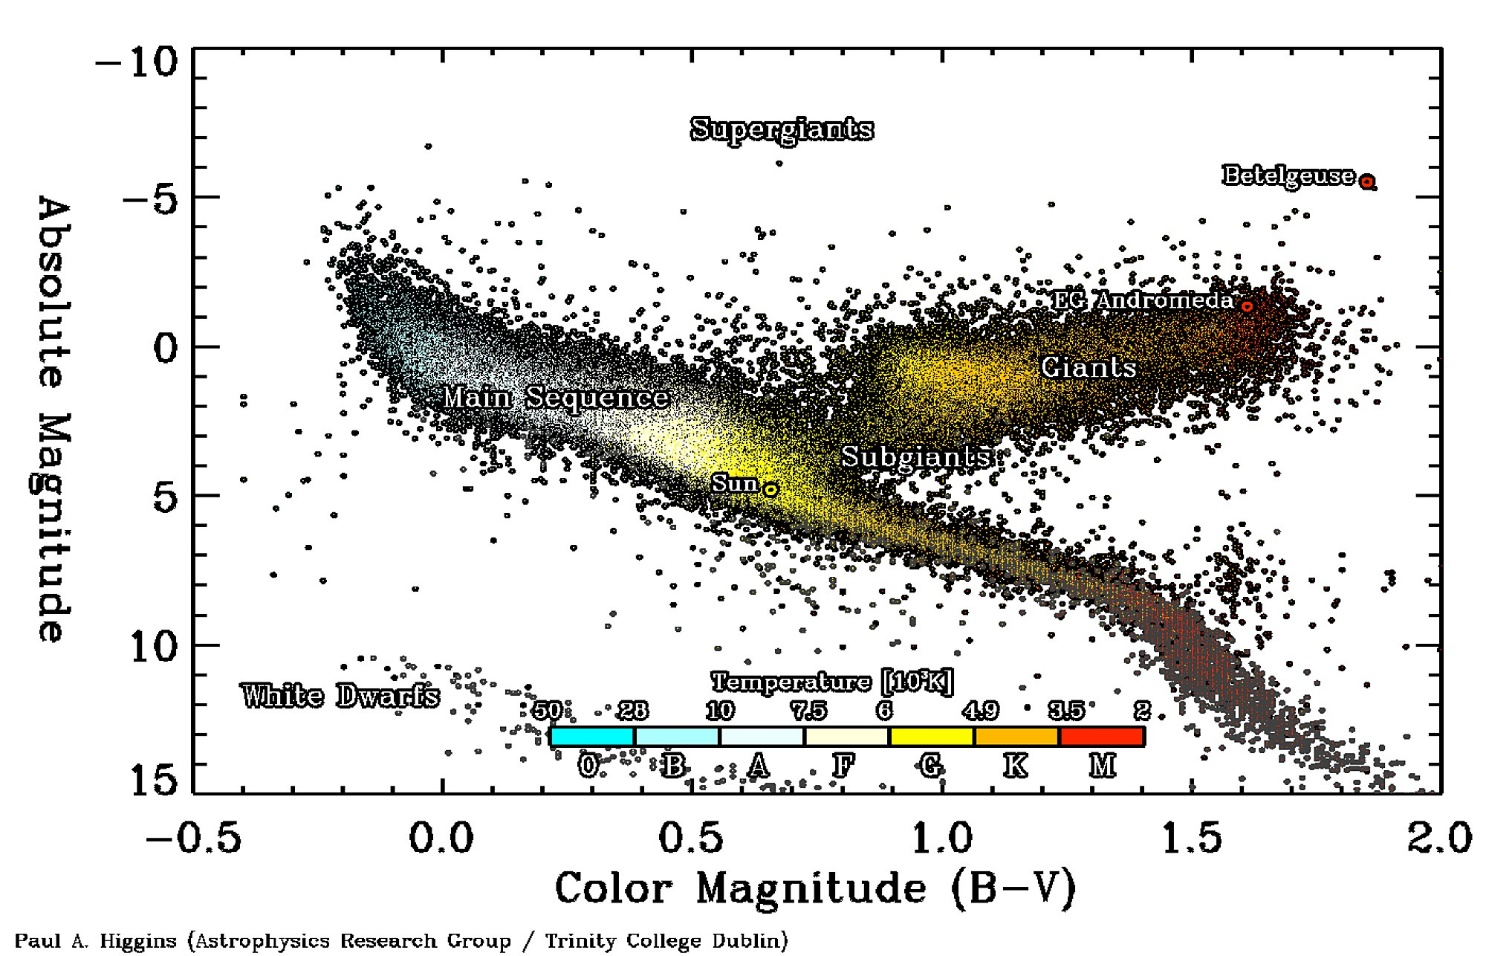 -10
Supergiants
Betelgeuse
-5
EG Andromeda
0
Giants
Main Sequence
Subgiants
Sun
5
10
White Dwarfs
Temperature [10³K]
50 28 10 7.5 6 4.9 3.5 2
O B A F G K M
15
-0.5 0.0 0.5 1.0 1.5 2.0
Absolute Magnitude
Color Magnitude (B-V)
Paul A. Higgins (Astrophysics Research Group / Trinity College Dublin)